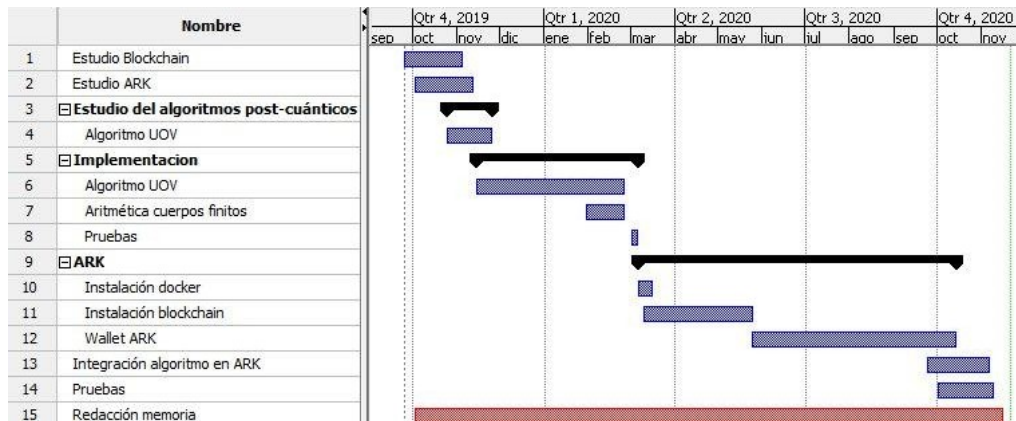 Nombre
Qtr 4, 2019 Qtr 1, 2020 Qtr 2, 2020 Qtr 3, 2020 Qtr 4, 2020
sep oct nov dic ene feb mar abr may jun jul ago sep oct nov
1 Estudio Blockchain
2 Estudio ARK
3 Estudio del algoritmos post-cuánticos
4 Algoritmo UOV
5 Implementacion
6 Algoritmo UOV
7 Aritmética cuerpos finitos
8 Pruebas
9 ARK
10 Instalación docker
11 Instalación blockchain
12 Wallet ARK
13 Integración algoritmo en ARK
14 Pruebas
15 Redacción memoria